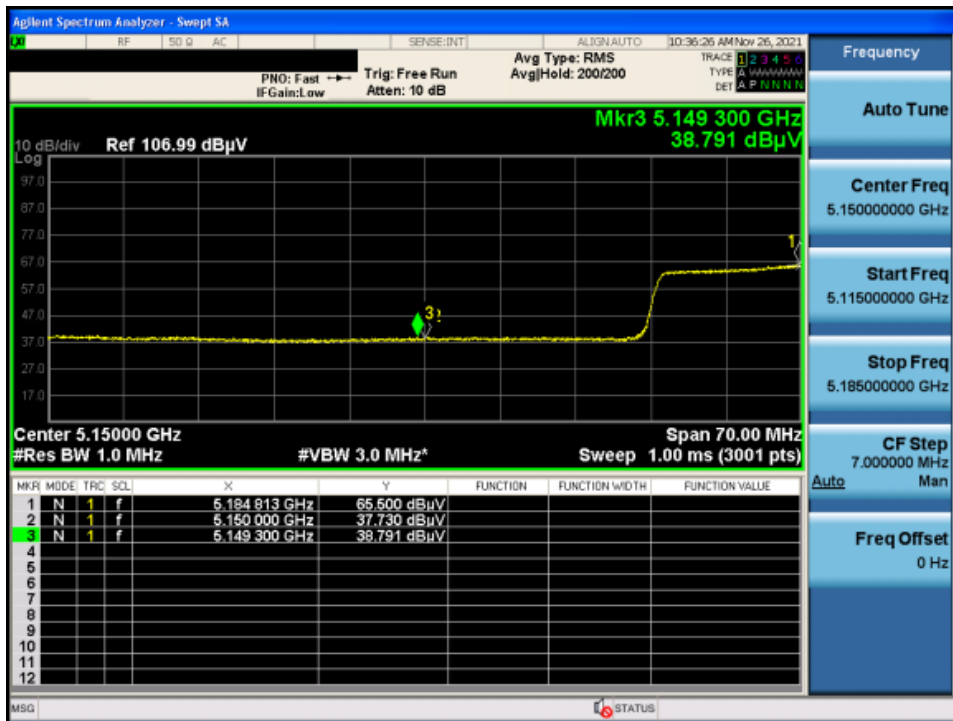 Agilent Spectrum Analyzer - Swept SA
LXI RF 50 Ω AC SENSE:INT ALIGN AUTO 10:36:26 AM Nov 26, 2021
Avg Type: RMS TRACE 1 2 3 4 5 6
PNO: Fast Trig: Free Run Avg|Hold: 200/200 TYPE A WWWWW
IFGain:Low Atten: 10 dB DET A P N N N N
Mkr3 5.149 300 GHz
38.791 dBµV
10 dB/div Ref 106.99 dBµV
Log
97.0
87.0
77.0
1
67.0
57.0
47.0
3
37.0
27.0
17.0
Center 5.15000 GHz Span 70.00 MHz
#Res BW 1.0 MHz #VBW 3.0 MHz* Sweep 1.00 ms (3001 pts)
MKR MODE TRC SCL X Y FUNCTION FUNCTION WIDTH FUNCTION VALUE
1 N 1 f 5.184 813 GHz 65.500 dBµV
2 N 1 f 5.150 000 GHz 37.730 dBµV
3 N 1 f 5.149 300 GHz 38.791 dBµV
4
5
6
7
8
9
10
11
12
MSG STATUS
Frequency
Auto Tune
Center Freq
5.150000000 GHz
Start Freq
5.115000000 GHz
Stop Freq
5.185000000 GHz
CF Step
7.000000 MHz
Auto Man
Freq Offset
0 Hz